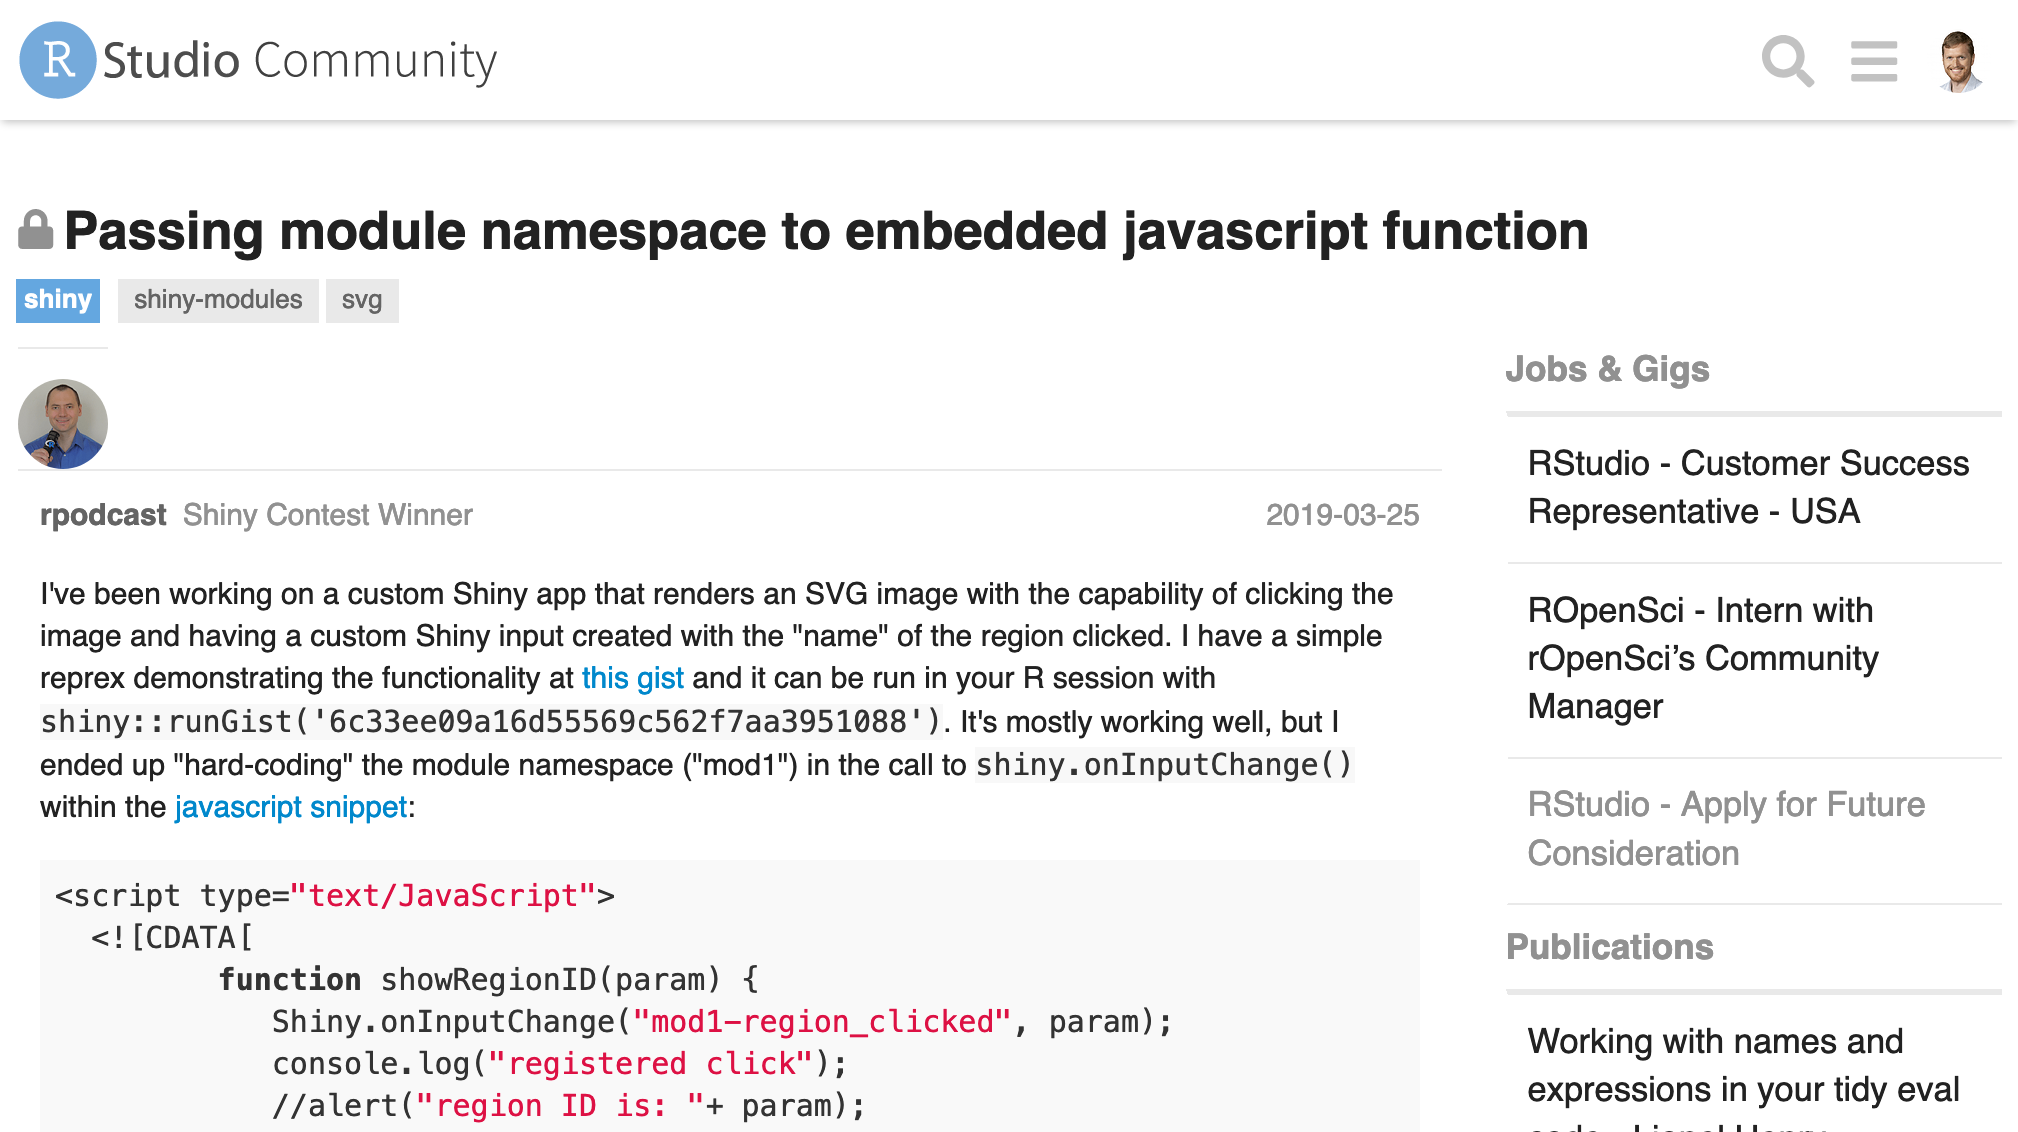 R Studio Community
Passing module namespace to embedded javascript function
shiny shiny-modules svg
rpodcast Shiny Contest Winner 2019-03-25
I've been working on a custom Shiny app that renders an SVG image with the capability of clicking the
image and having a custom Shiny input created with the "name" of the region clicked. I have a simple
reprex demonstrating the functionality at this gist and it can be run in your R session with
shiny::runGist('6c33ee09a16d55569c562f7aa3951088'). It's mostly working well, but I
ended up "hard-coding" the module namespace ("mod1") in the call to shiny.onInputChange()
within the javascript snippet:
<script type="text/JavaScript">
<![CDATA[
function showRegionID(param) {
Shiny.onInputChange("mod1-region_clicked", param);
console.log("registered click");
//alert("region ID is: "+ param);
Jobs & Gigs
RStudio - Customer Success
Representative - USA
ROpenSci - Intern with
rOpenSci’s Community
Manager
RStudio - Apply for Future
Consideration
Publications
Working with names and
expressions in your tidy eval